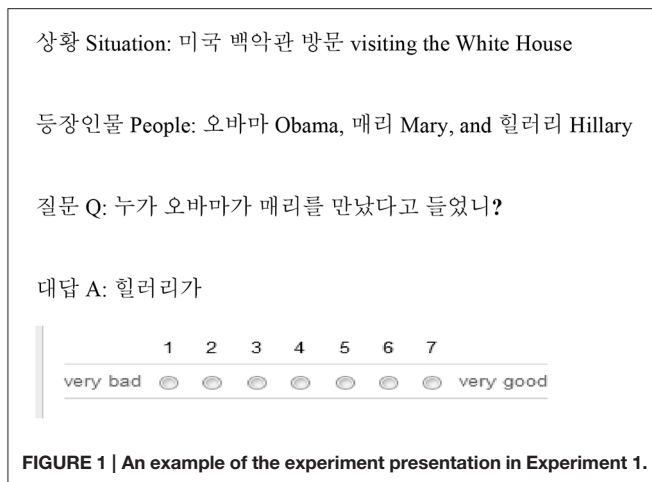 상황 Situation: 미국 백악관 방문 visiting the White House
등장인물 People: 오바마 Obama, 매리 Mary, and 힐러리 Hillary
질문 Q: 누가 오바마가 매리를 만났다고 들었니?
대답 A: 힐러리가
1 2 3 4 5 6 7
very bad very good
FIGURE 1 | An example of the experiment presentation in Experiment 1.